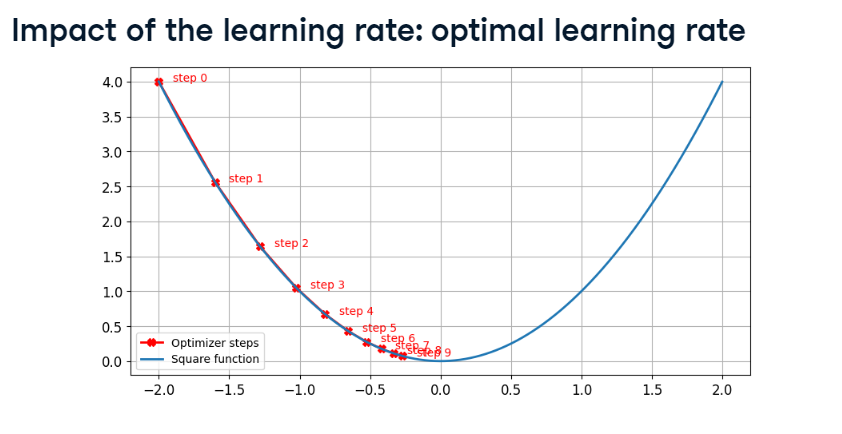 Impact of the learning rate: optimal learning rate
4.0
3.5
3.0
2.5
2.0
1.5
1.0
0.5
0.0
step 0
step 1
step 2
step 3
step 4
step 5
step 6
step 7
step 8
step 9
Optimizer steps
Square function
−2.0 −1.5 −1.0 −0.5 0.0 0.5 1.0 1.5 2.0